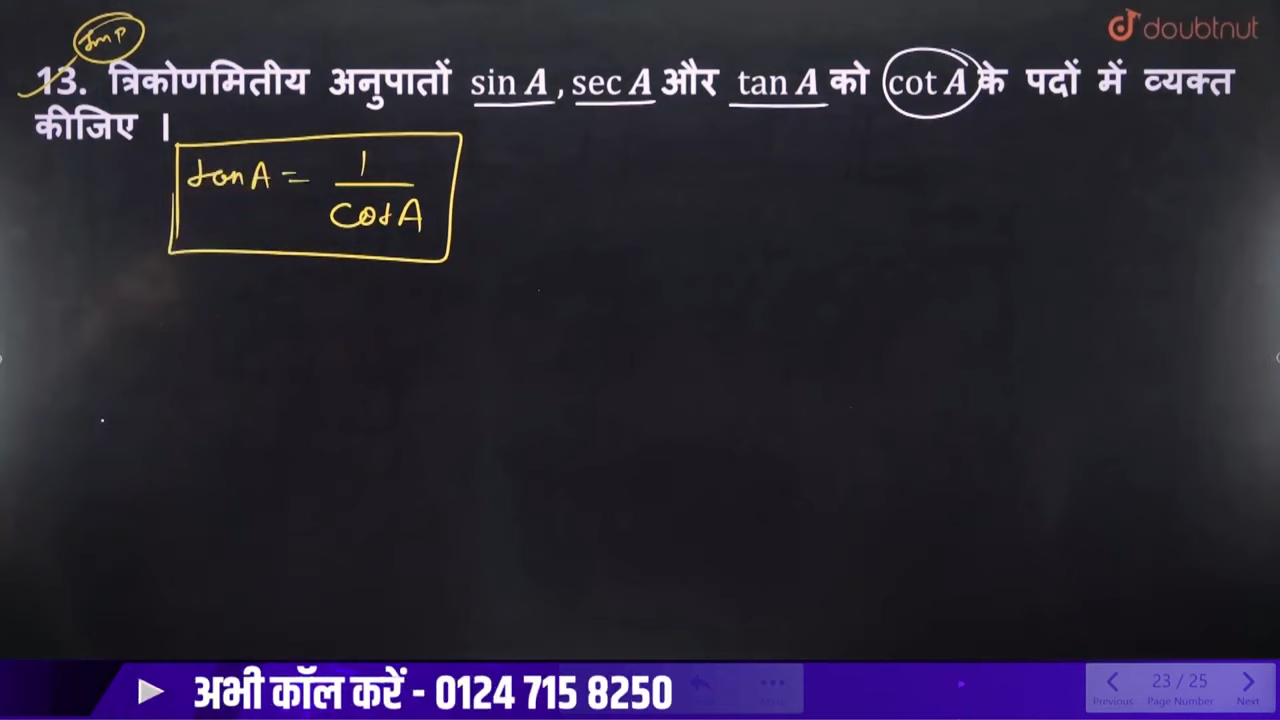 doubtnut
Imp
13. त्रिकोणमितीय अनुपातों sin A , sec A और tan A को cot A के पदों में व्यक्त
कीजिए ।
tan A = 1
cot A
अभी कॉल करें - 0124 715 8250
23 / 25
Previous Page Number Next